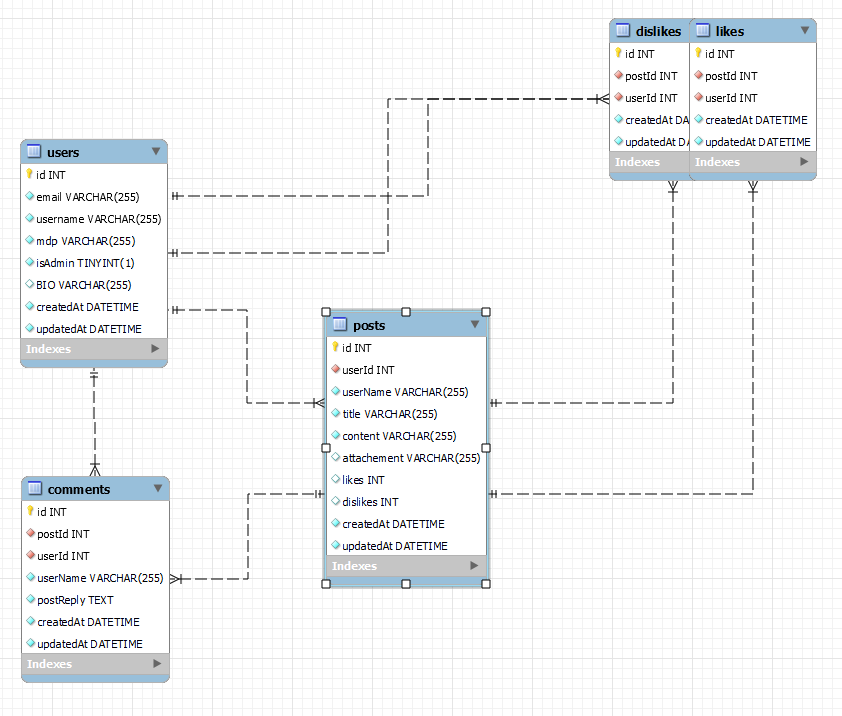 dislikes
id INT
postId INT
userId INT
createdAt DA
updatedAt DA
Indexes
likes
id INT
postId INT
userId INT
createdAt DATETIME
updatedAt DATETIME
Indexes
users
id INT
email VARCHAR(255)
username VARCHAR(255)
mdp VARCHAR(255)
isAdmin TINYINT(1)
BIO VARCHAR(255)
createdAt DATETIME
updatedAt DATETIME
Indexes
posts
id INT
userId INT
userName VARCHAR(255)
title VARCHAR(255)
content VARCHAR(255)
attachement VARCHAR(255)
likes INT
dislikes INT
createdAt DATETIME
updatedAt DATETIME
Indexes
comments
id INT
postId INT
userId INT
userName VARCHAR(255)
postReply TEXT
createdAt DATETIME
updatedAt DATETIME
Indexes